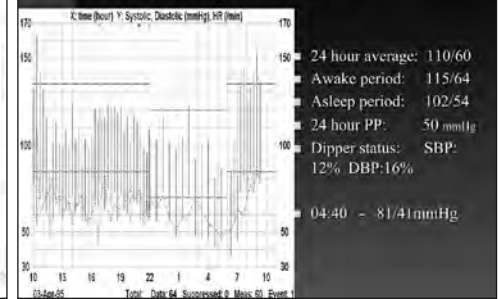 X: time (hour) Y: Systolic, Diastolic (mmHg), HR (/min)
170 170
150 150
100 100
50 50
30 30
10 13 16 19 22 1 4 7 10
03-Apr-95 Total: Data: 64 Suppressed: 0 Meas: 60 Event: 1
24 hour average: 110/60
Awake period: 115/64
Asleep period: 102/54
24 hour PP: 50 mmHg
Dipper status: SBP:
12% DBP:16%
04:40 - 81/41mmHg